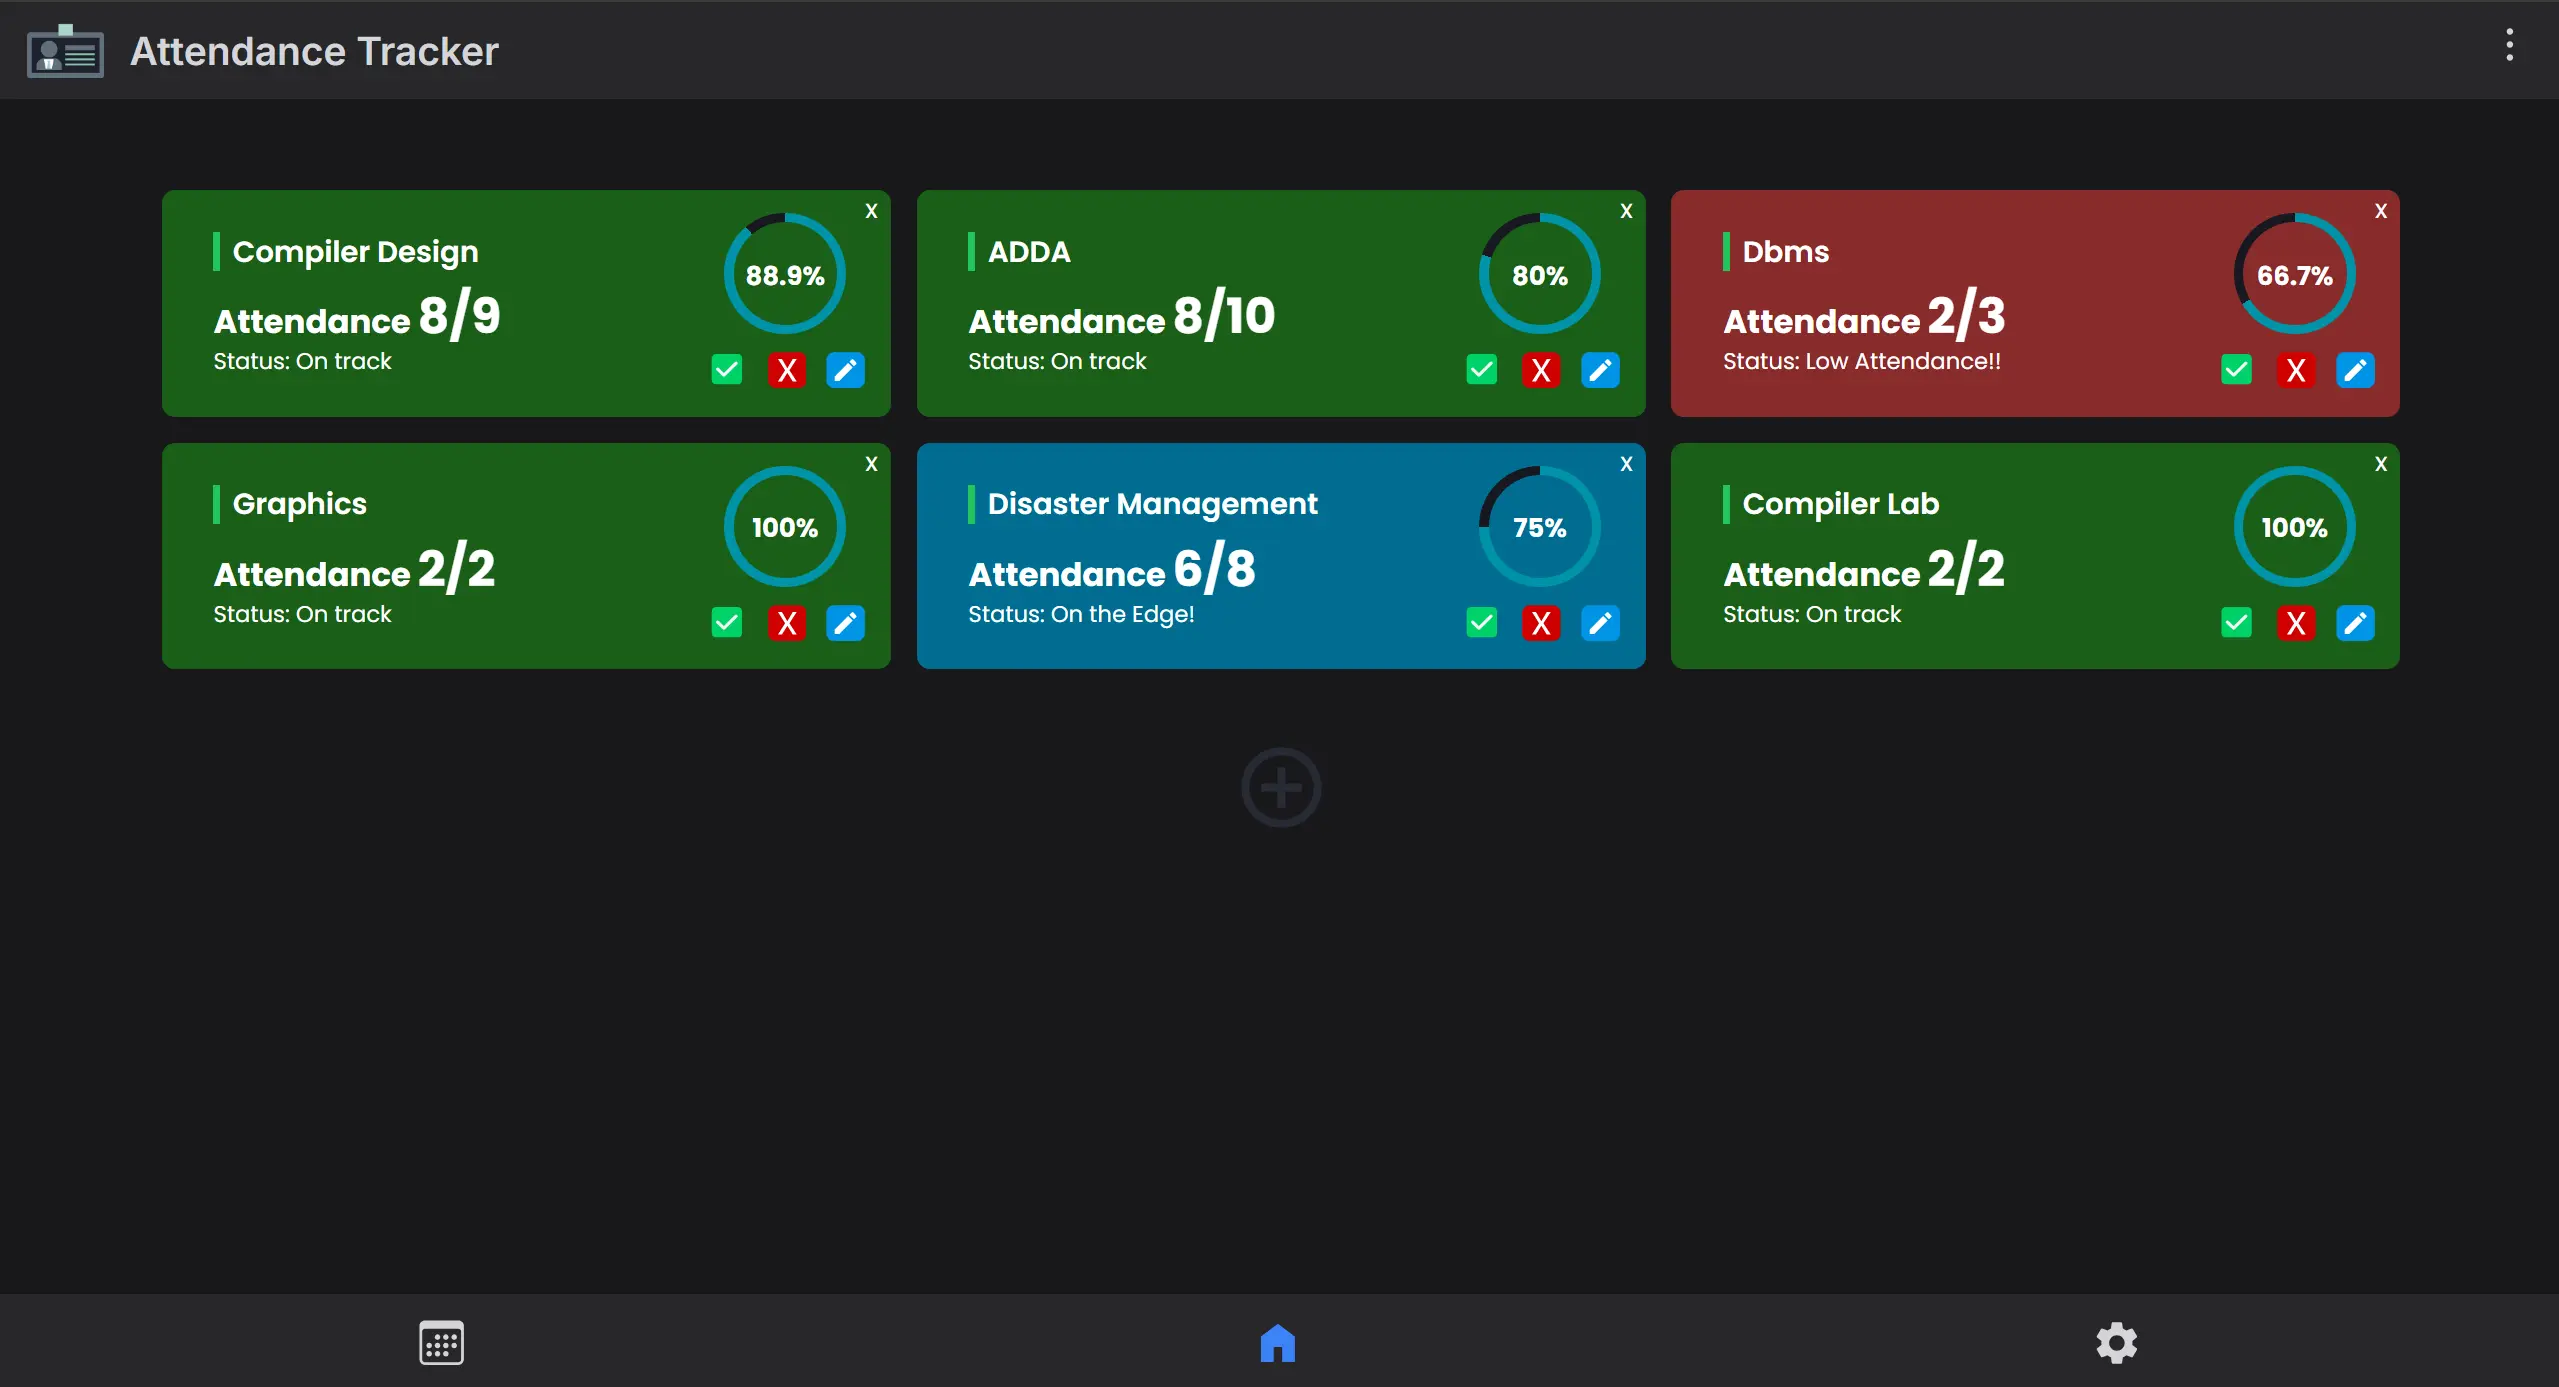 Attendance Tracker
X
Compiler Design
88.9%
Attendance 8/9
Status: On track
X
X
ADDA
80%
Attendance 8/10
Status: On track
X
X
Dbms
66.7%
Attendance 2/3
Status: Low Attendance!!
X
X
Graphics
100%
Attendance 2/2
Status: On track
X
X
Disaster Management
75%
Attendance 6/8
Status: On the Edge!
X
X
Compiler Lab
100%
Attendance 2/2
Status: On track
X